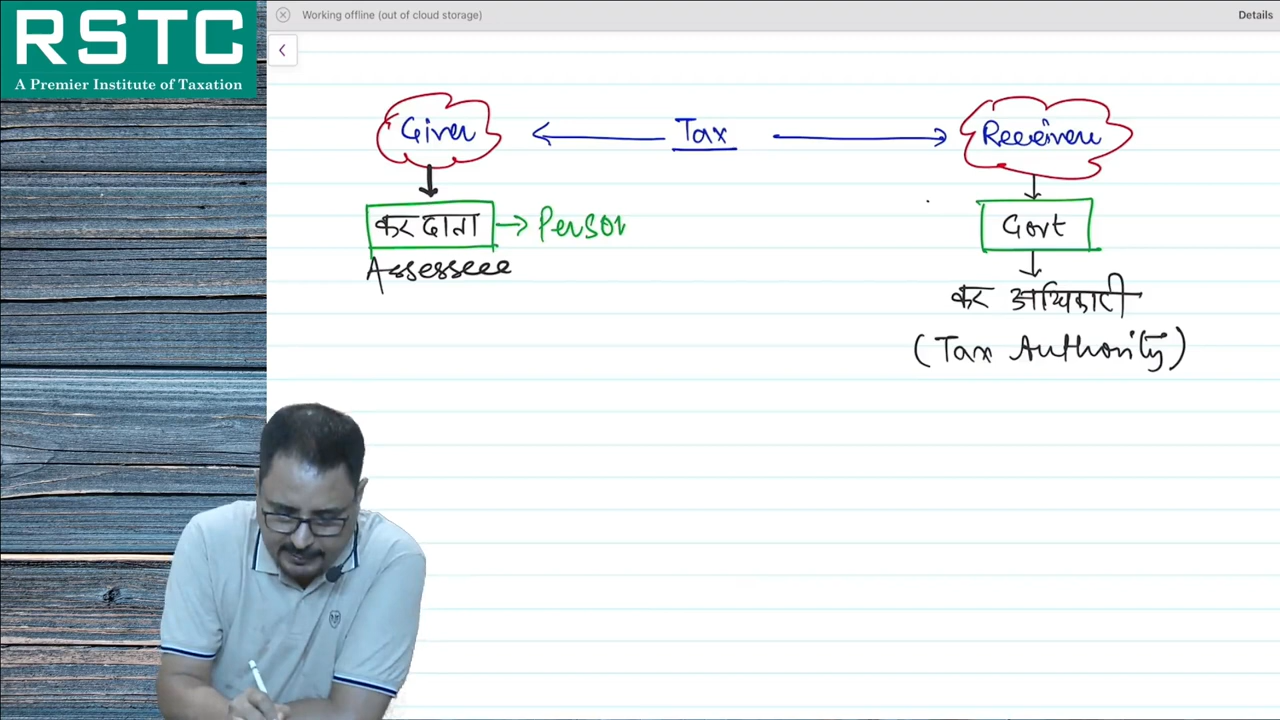 RSTC
A Premier Institute of Taxation
Working offline (out of cloud storage)
Details
Giver
Tax
Receiver
कर दाता
Person
Govt
Assesseee
कर अधिकारी
(Tax Authority)